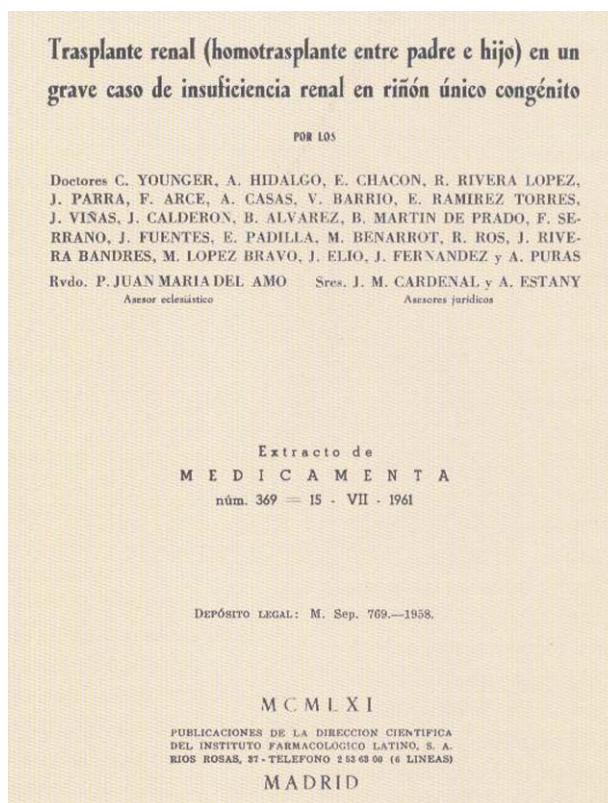 Trasplante renal (homotrasplante entre padre e hijo) en un
grave caso de insuficiencia renal en riñón único congénito
POR LOS
Doctores C. YOUNGER, A. HIDALGO, E. CHACON, R. RIVERA LOPEZ,
J. PARRA, F. ARCE, A. CASAS, V. BARRIO, E. RAMIREZ TORRES,
J. VIÑAS, J. CALDERON, B. ALVAREZ, B. MARTIN DE PRADO, F. SE-
RRANO, J. FUENTES, E. PADILLA, M. BENARROT, R. ROS, J. RIVE-
RA BANDRES, M. LOPEZ BRAVO, J. ELIO, J. FERNANDEZ y A. PURAS
Rvdo. P. JUAN MARIA DEL AMO Sres. J. M. CARDENAL y A. ESTANY
Asesor eclesiástico Asesores jurídicos
Extracto de
MEDICAMENTA
núm. 369 = 15 - VII - 1961
DEPÓSITO LEGAL: M. Sep. 769.—1958.
MCMLXI
PUBLICACIONES DE LA DIRECCION CIENTIFICA
DEL INSTITUTO FARMACOLOGICO LATINO, S. A.
RIOS ROSAS, 37 - TELEFONO 2 53 63 00 (6 LINEAS)
MADRID